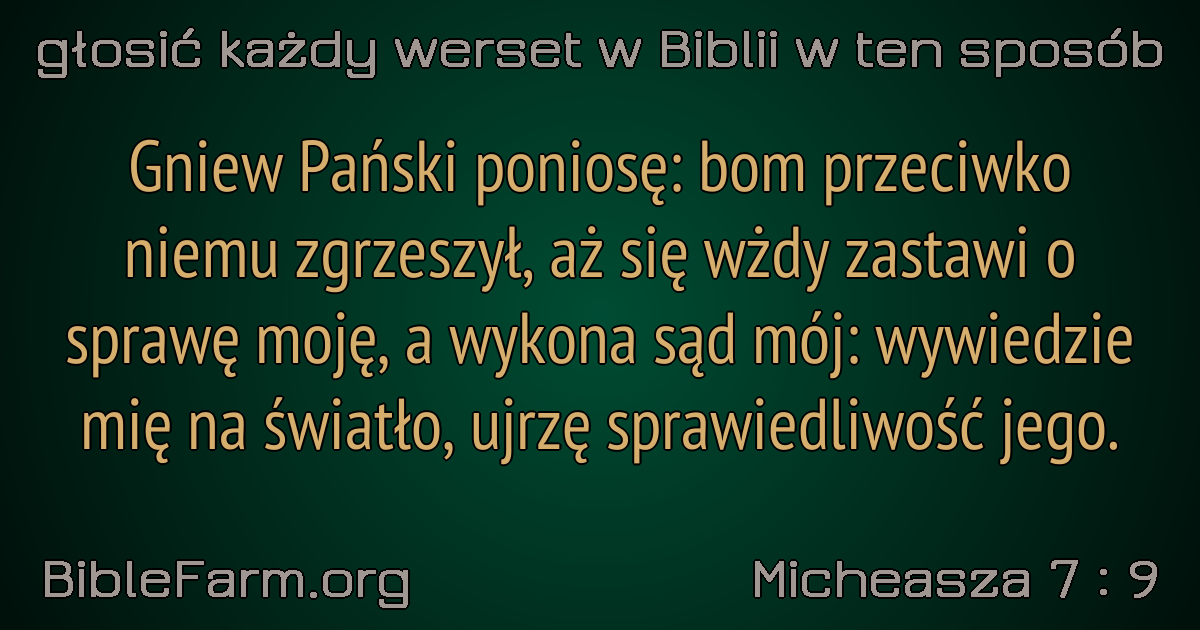 głosić każdy werset w Biblii w ten sposób
Gniew Pański poniosę: bom przeciwko
niemu zgrzeszył, aż się wżdy zastawi o
sprawę moję, a wykona sąd mój: wywiedzie
mię na światło, ujrzę sprawiedliwość jego.
BibleFarm.org
Micheasza 7 : 9